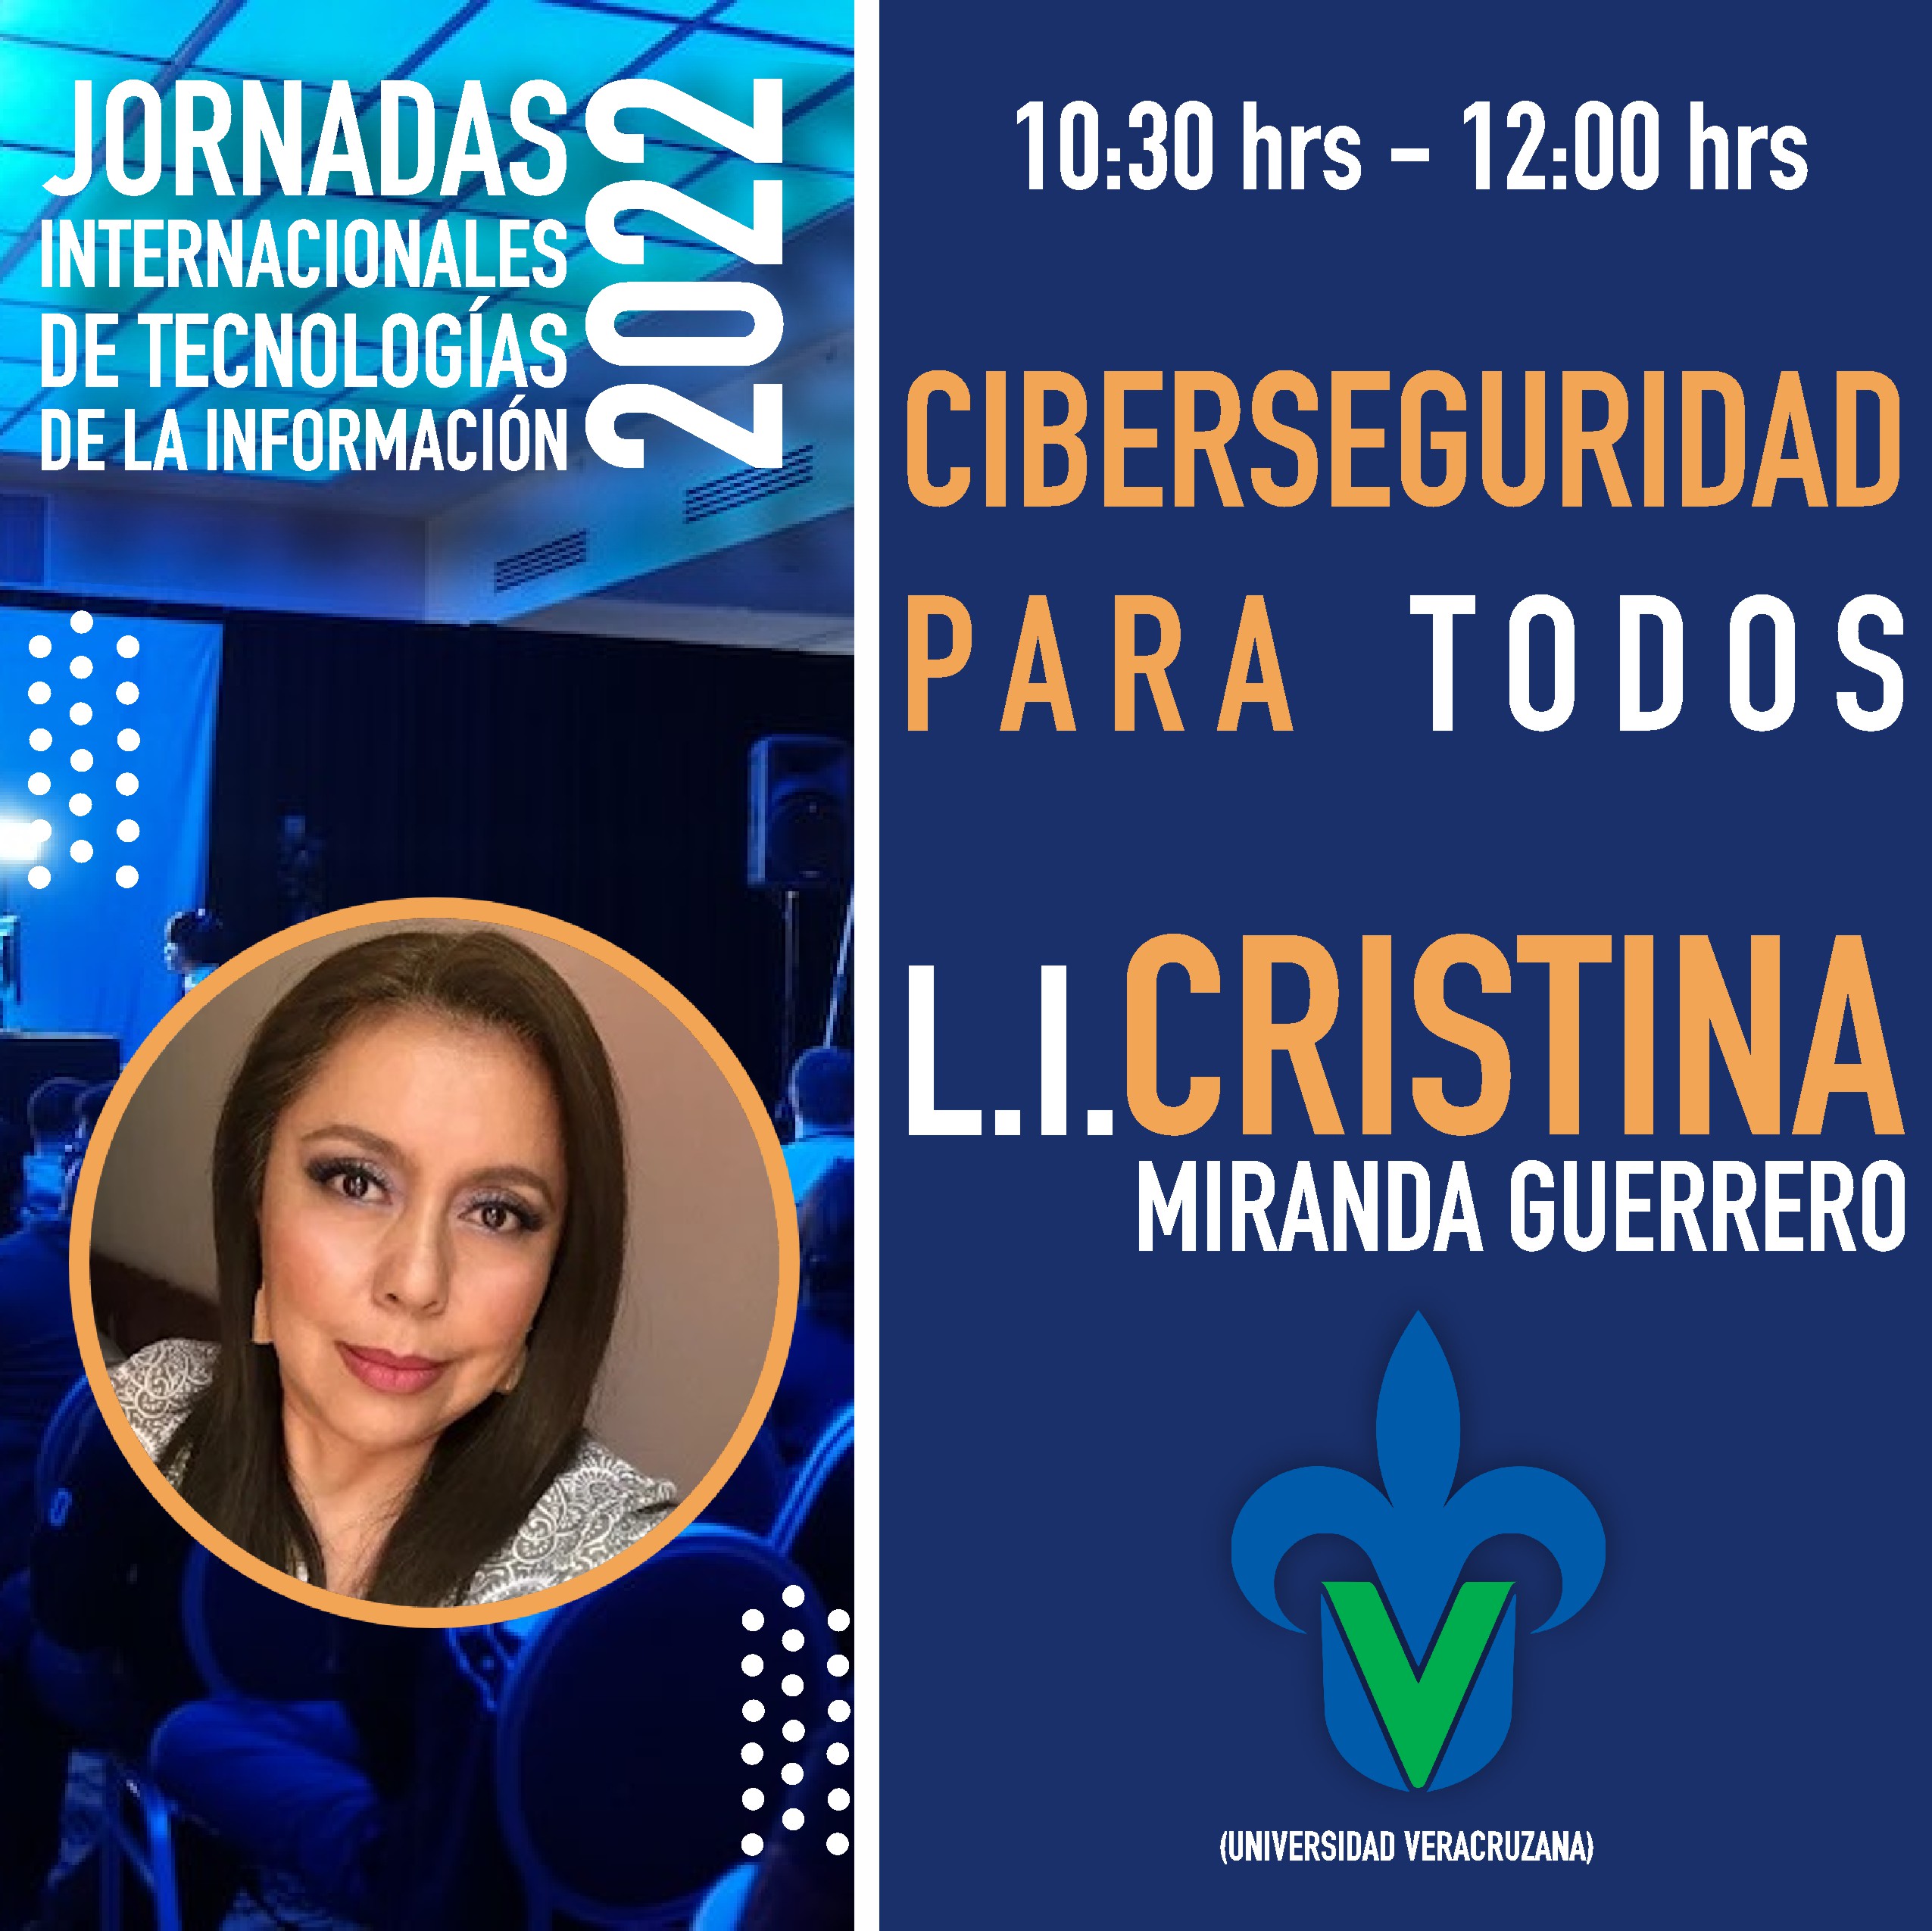 JORNADAS
INTERNACIONALES
DE TECNOLOGÍAS
DE LA INFORMACIÓN
2022
10:30 hrs – 12:00 hrs
CIBERSEGURIDAD
PARA TODOS
L.I.CRISTINA
MIRANDA GUERRERO
V
(UNIVERSIDAD VERACRUZANA)